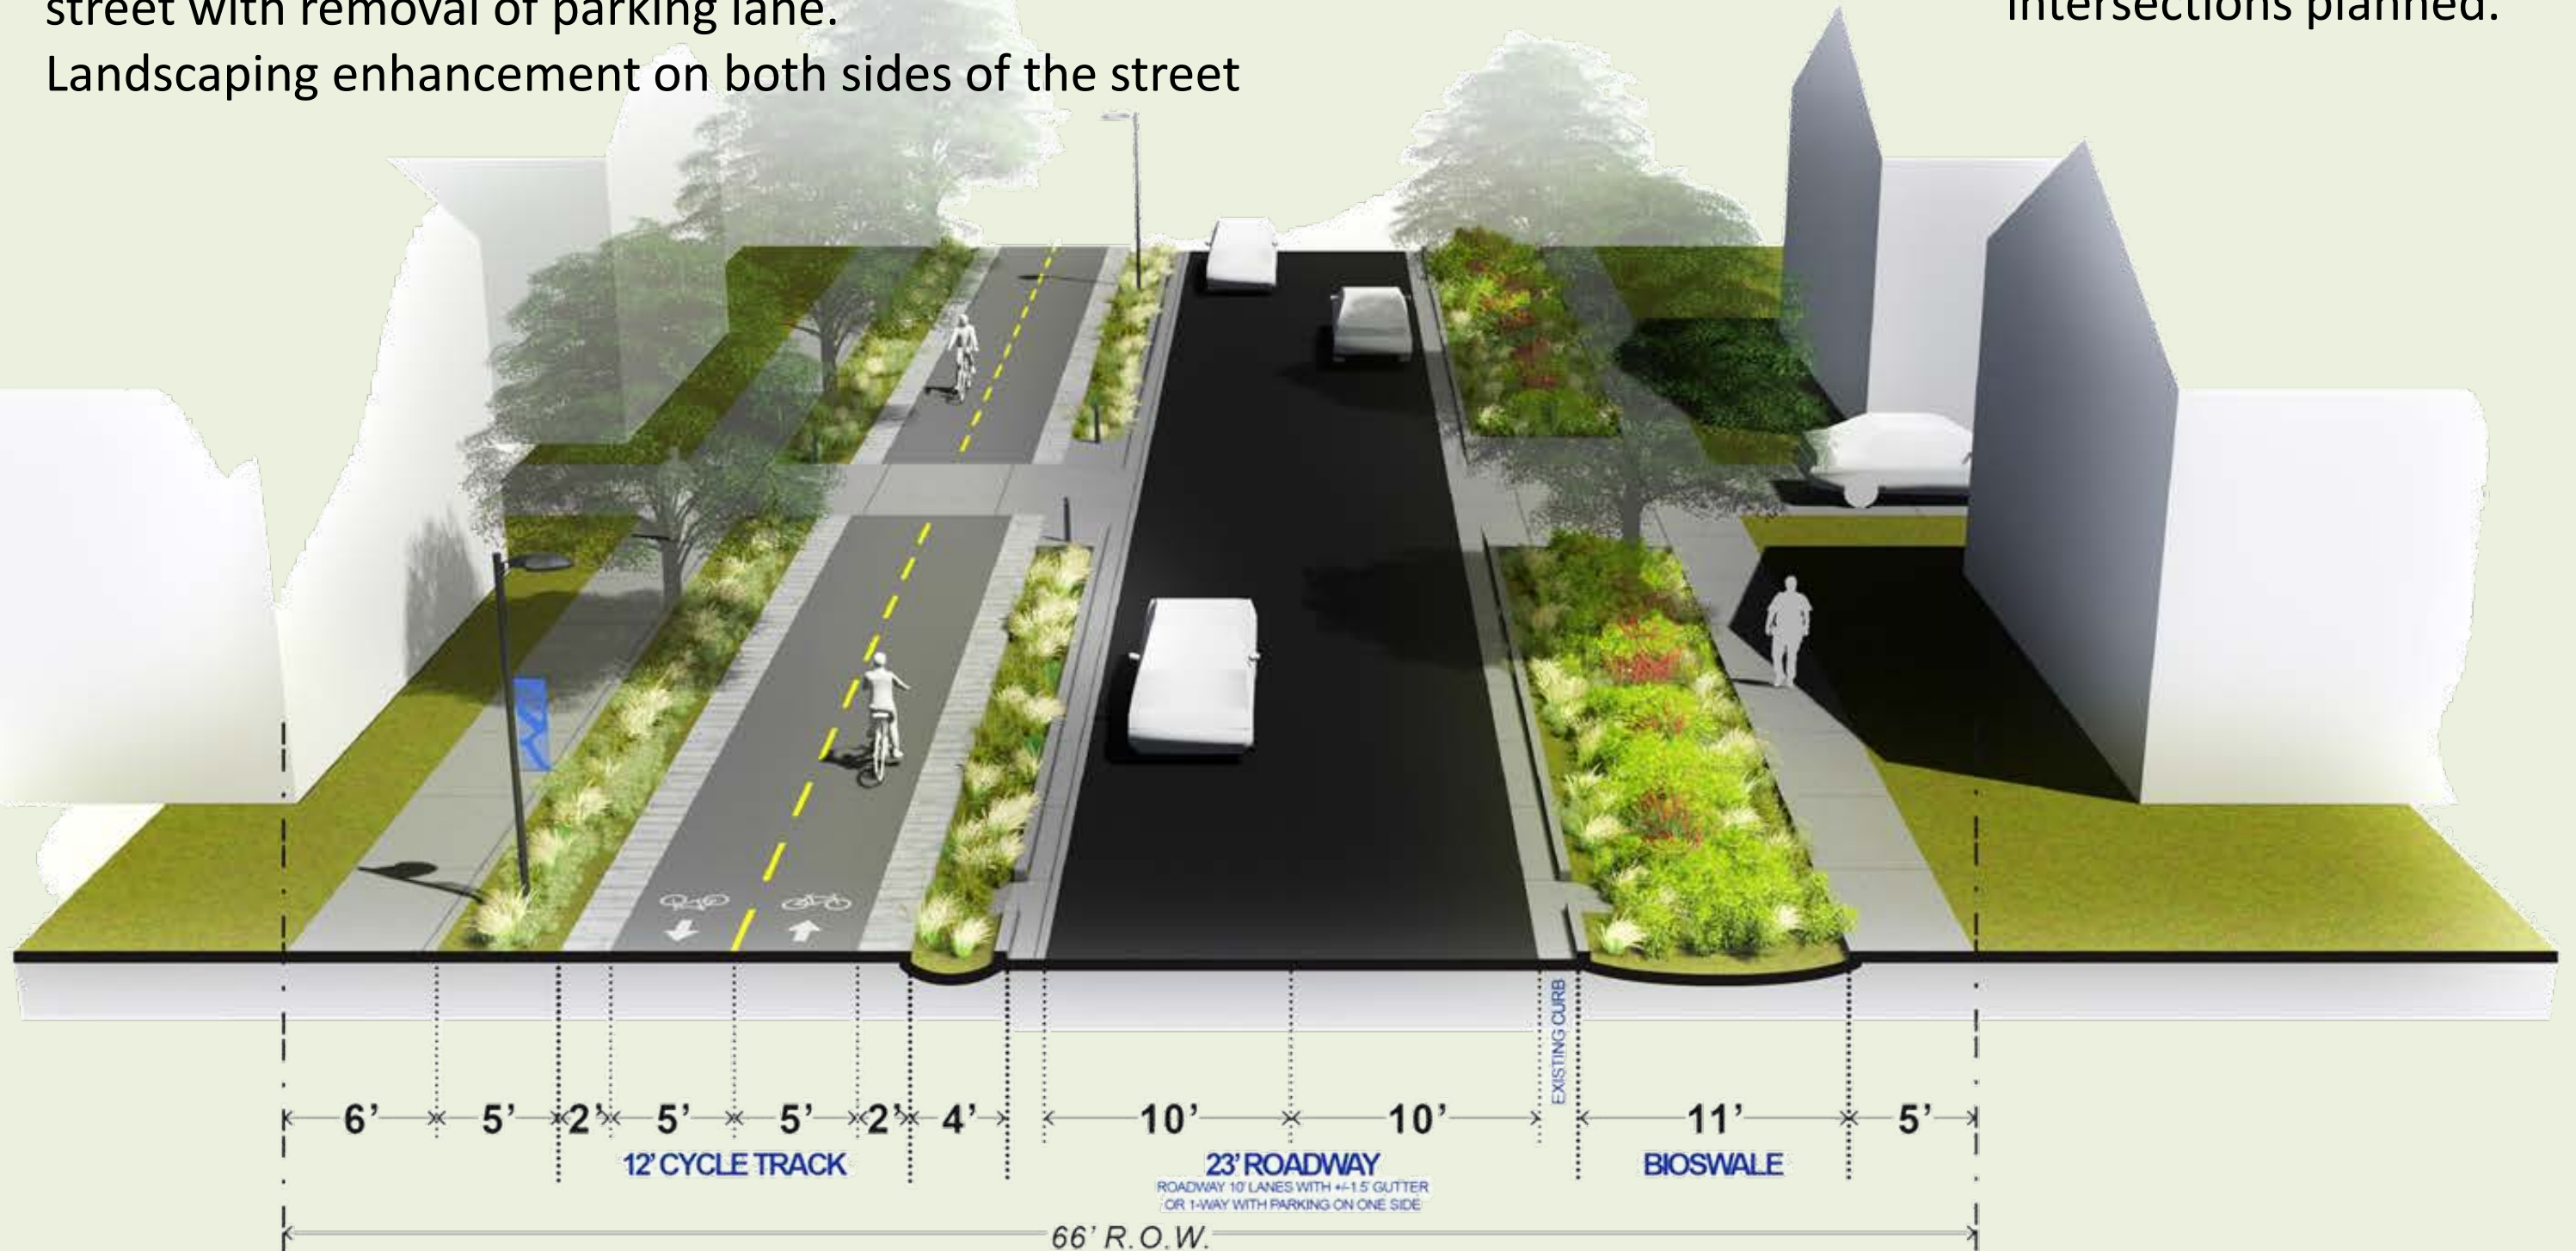 street with removal of parking lane.
Landscaping enhancement on both sides of the street
intersections planned.
EXISTING CURB
6' 5' 2' 5' 5' 2' 4' 10' 10' 11' 5'
12' CYCLE TRACK
23' ROADWAY
BIOSWALE
ROADWAY 10' LANES WITH +/-1.5' GUTTER
OR 1-WAY WITH PARKING ON ONE SIDE
66' R.O.W.